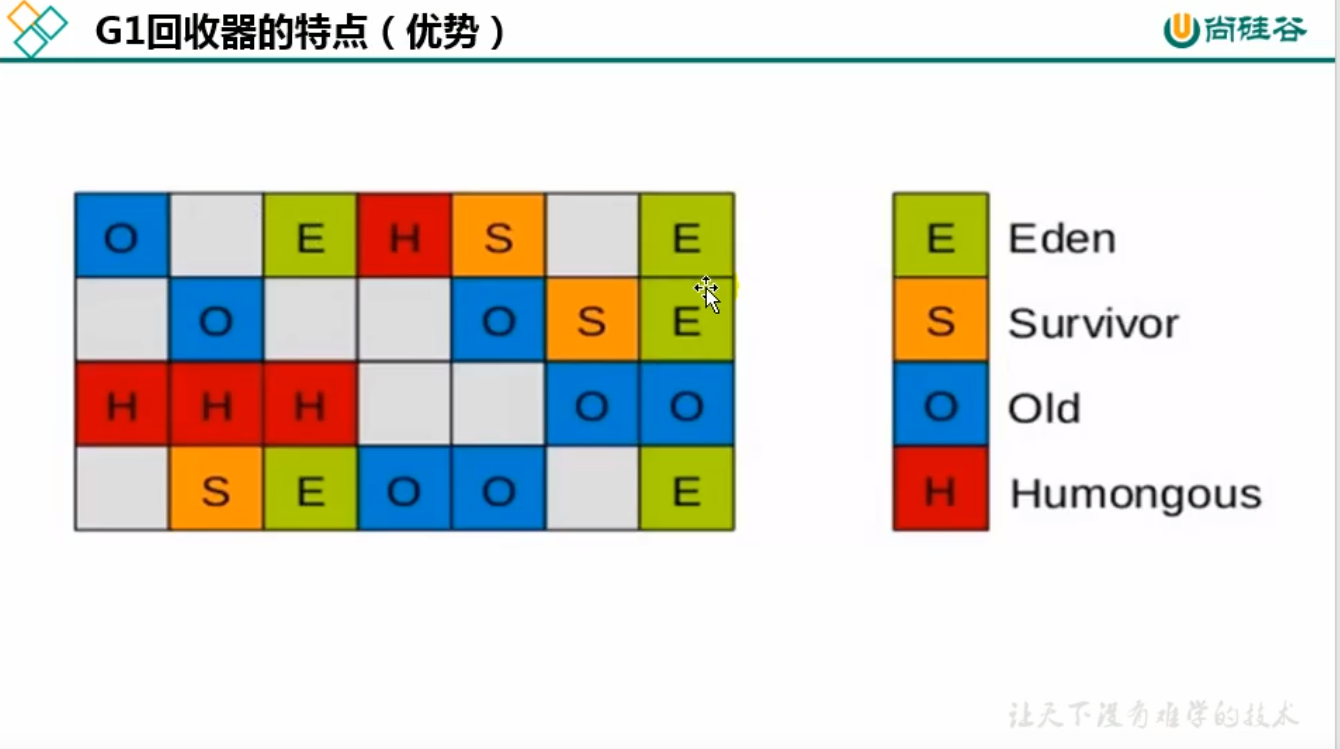 G1回收器的特点（优势）
尚硅谷
O E H S E
E Eden
O O S E
S Survivor
H H H O O
O Old
S E O O E
H Humongous
让天下没有难学的技术